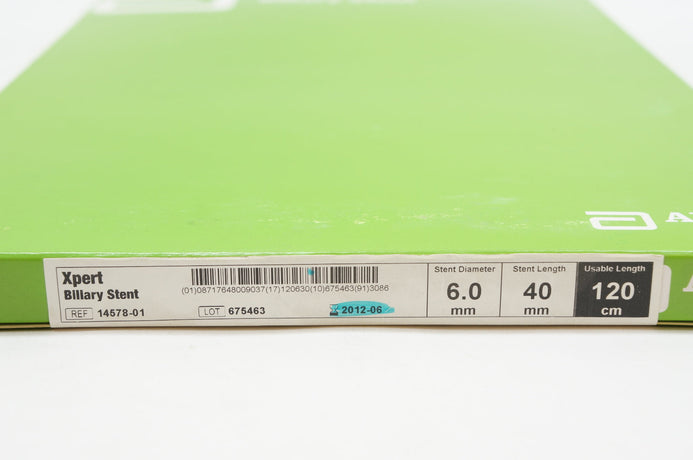 Xpert
Biliary Stent
REF 14578-01
(01)08717648009037(17)120630(10)675463(91)3086
LOT 675463
2012-06
Stent Diameter
6.0
mm
Stent Length
40
mm
Usable Length
120
cm